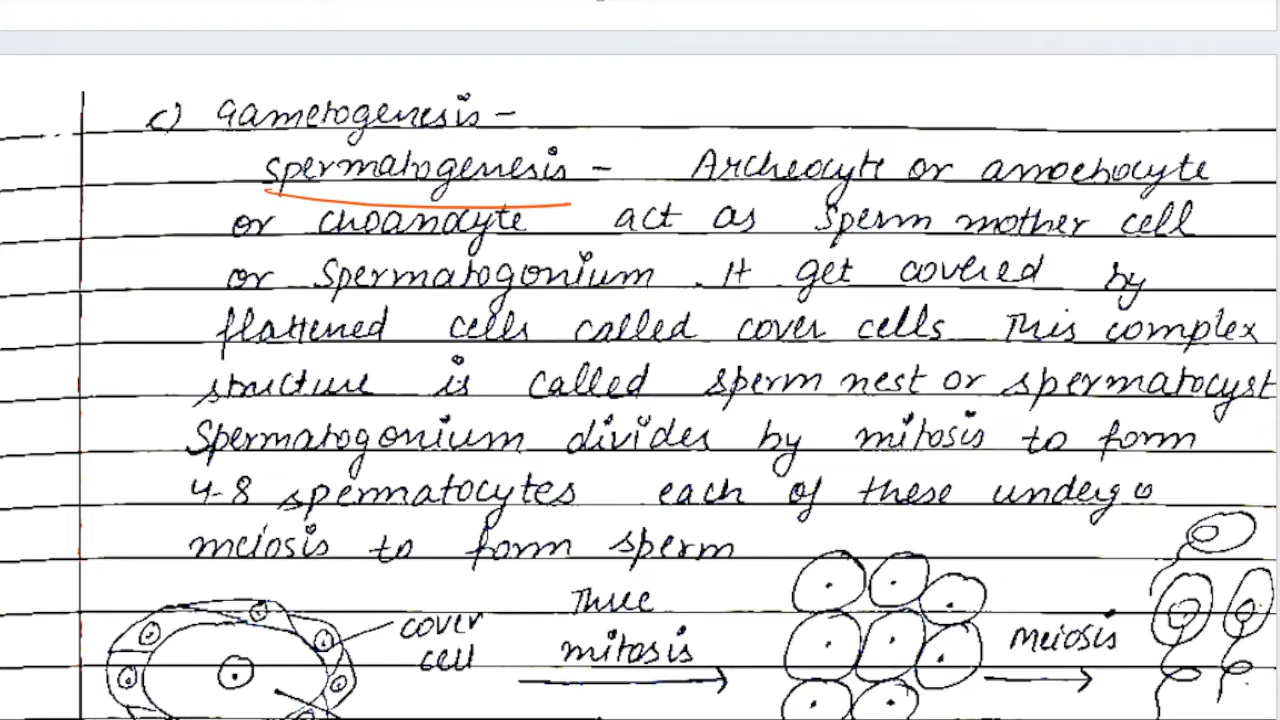 c) Gametogenesis -
Spermatogenesis - Archeocyte or amoebocyte
or choanocyte act as sperm mother cell
or Spermatogonium. It get covered by
flattened cells called cover cells This complex
structure is called sperm nest or spermatocyst
Spermatogonium divides by mitosis to form
4-8 spermatocytes each of these undergo
meiosis to form sperm
cover
cell
Three
mitosis
meiosis